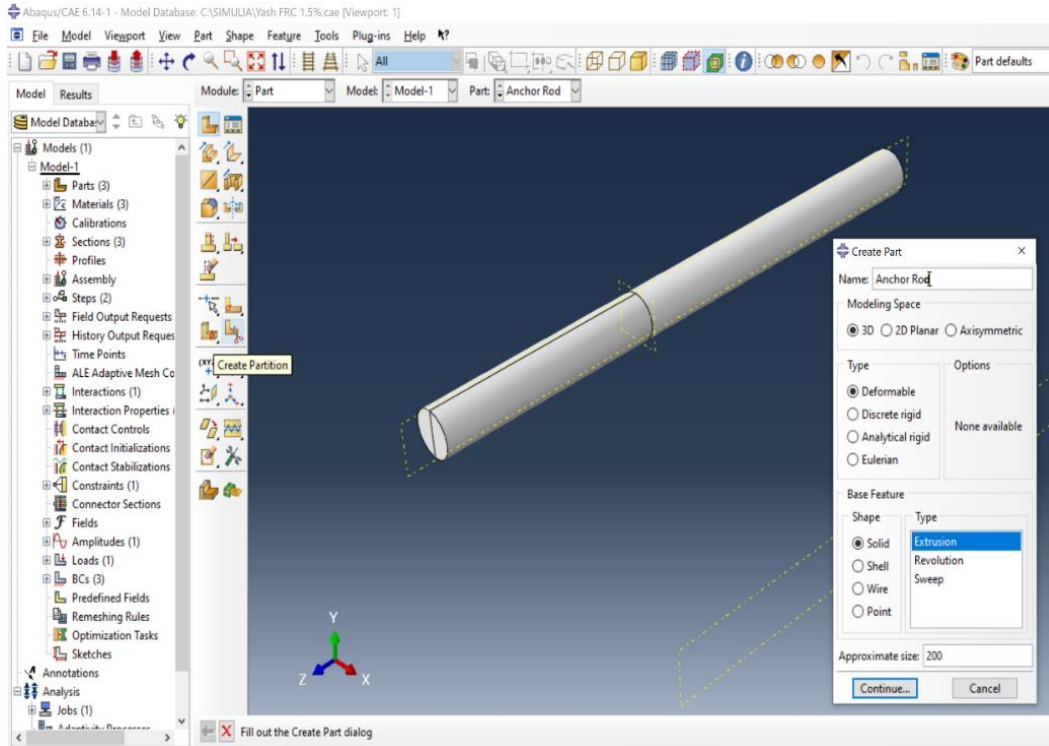 Abaqus/CAE 6.14-1 - Model Database: C:\SIMULIA\Yash FRC 1.5%.cae [Viewport: 1]
File Model Viewport View Part Shape Feature Tools Plug-ins Help
All
Part defaults
Model Results
Module: Part Model: Model-1 Part: Anchor Rod
Model Databas
Models (1)
Model-1
Parts (3)
Materials (3)
Calibrations
Sections (3)
Profiles
Assembly
Steps (2)
Field Output Requests
History Output Reques
Time Points
ALE Adaptive Mesh Co
Interactions (1)
Interaction Properties (
Contact Controls
Contact Initializations
Contact Stabilizations
Constraints (1)
Connector Sections
Fields
Amplitudes (1)
Loads (1)
BCs (3)
Predefined Fields
Remeshing Rules
Optimization Tasks
Sketches
Annotations
Analysis
Jobs (1)
Adaptivity Processes
(XY
Create Partition
Y
Z
X
Create Part
Name: Anchor Rod
Modeling Space
3D 2D Planar Axisymmetric
Type
Options
Deformable
Discrete rigid
Analytical rigid
Eulerian
None available
Base Feature
Shape
Type
Solid
Shell
Wire
Point
Extrusion
Revolution
Sweep
Approximate size: 200
Continue... Cancel
Fill out the Create Part dialog